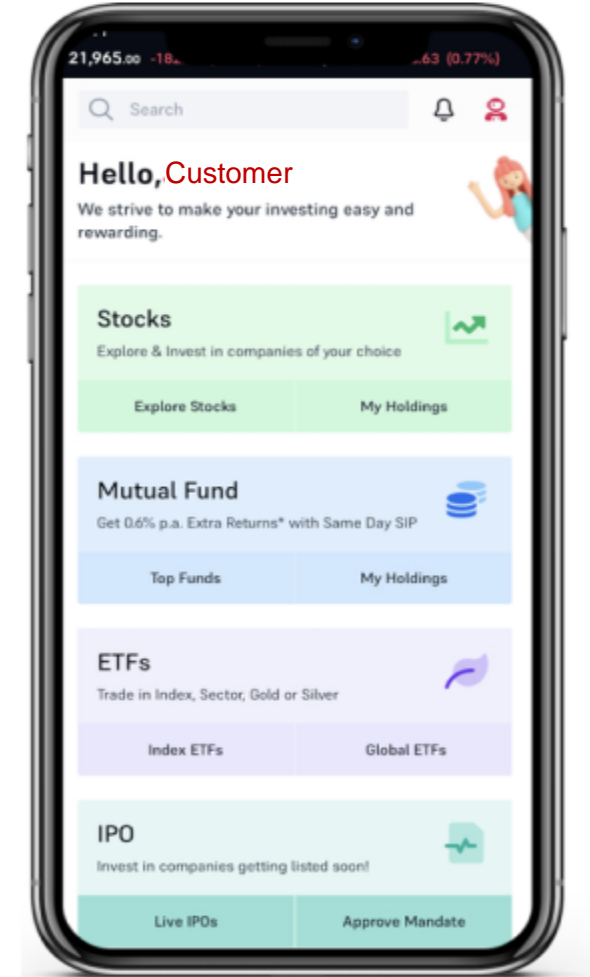 21,965.00 -18 .63 (0.77%)
Search
Hello, Customer
We strive to make your investing easy and
rewarding.
Stocks
Explore & Invest in companies of your choice
Explore Stocks My Holdings
Mutual Fund
Get 0.6% p.a. Extra Returns* with Same Day SIP
Top Funds My Holdings
ETFs
Trade in Index, Sector, Gold or Silver
Index ETFs Global ETFs
IPO
Invest in companies getting listed soon!
Live IPOs Approve Mandate